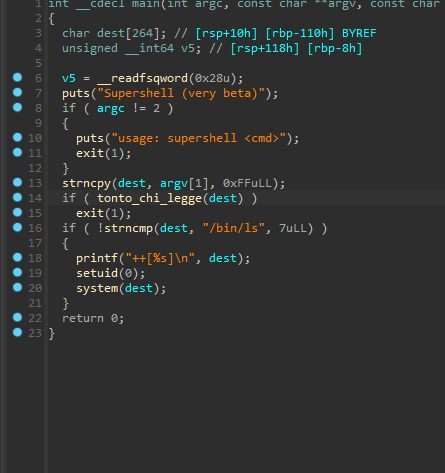 1 int __cdecl main(int argc, const char **argv, const char
2 {
3 char dest[264]; // [rsp+10h] [rbp-110h] BYREF
4 unsigned __int64 v5; // [rsp+118h] [rbp-8h]
5
6 v5 = __readfsqword(0x28u);
7 puts("Supershell (very beta)");
8 if ( argc != 2 )
9 {
10 puts("usage: supershell <cmd>");
11 exit(1);
12 }
13 strncpy(dest, argv[1], 0xFFuLL);
14 if ( tonto_chi_legge(dest) )
15 exit(1);
16 if ( !strncmp(dest, "/bin/ls", 7uLL) )
17 {
18 printf("++[%s]\n", dest);
19 setuid(0);
20 system(dest);
21 }
22 return 0;
23 }